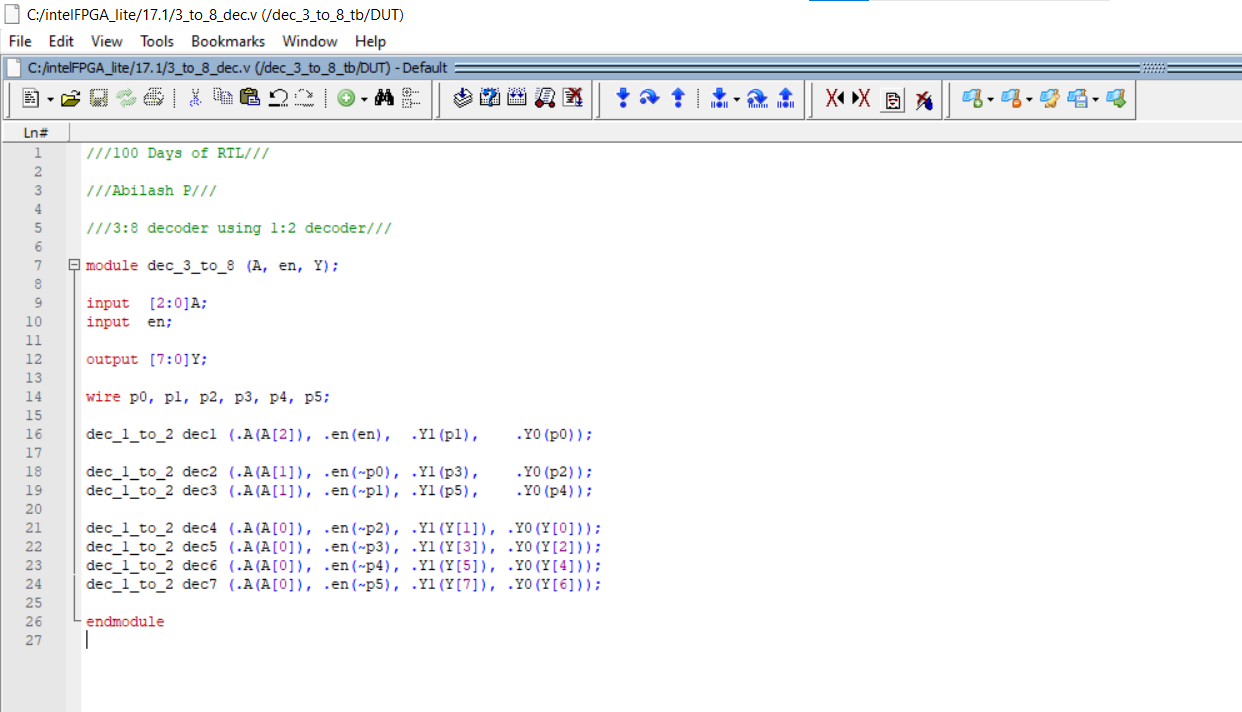 C:/intelFPGA_lite/17.1/3_to_8_dec.v (/dec_3_to_8_tb/DUT)
File Edit View Tools Bookmarks Window Help
C:/intelFPGA_lite/17.1/3_to_8_dec.v (/dec_3_to_8_tb/DUT) - Default
Ln#
1 ///100 Days of RTL///
2
3 ///Abilash P///
4
5 ///3:8 decoder using 1:2 decoder///
6
7 module dec_3_to_8 (A, en, Y);
8
9 input  [2:0]A;
10 input  en;
11
12 output [7:0]Y;
13
14 wire p0, p1, p2, p3, p4, p5;
15
16 dec_1_to_2 dec1 (.A(A[2]), .en(en),  .Y1(p1),    .Y0(p0));
17
18 dec_1_to_2 dec2 (.A(A[1]), .en(~p0), .Y1(p3),    .Y0(p2));
19 dec_1_to_2 dec3 (.A(A[1]), .en(~p1), .Y1(p5),    .Y0(p4));
20
21 dec_1_to_2 dec4 (.A(A[0]), .en(~p2), .Y1(Y[1]), .Y0(Y[0]));
22 dec_1_to_2 dec5 (.A(A[0]), .en(~p3), .Y1(Y[3]), .Y0(Y[2]));
23 dec_1_to_2 dec6 (.A(A[0]), .en(~p4), .Y1(Y[5]), .Y0(Y[4]));
24 dec_1_to_2 dec7 (.A(A[0]), .en(~p5), .Y1(Y[7]), .Y0(Y[6]));
25
26 endmodule
27